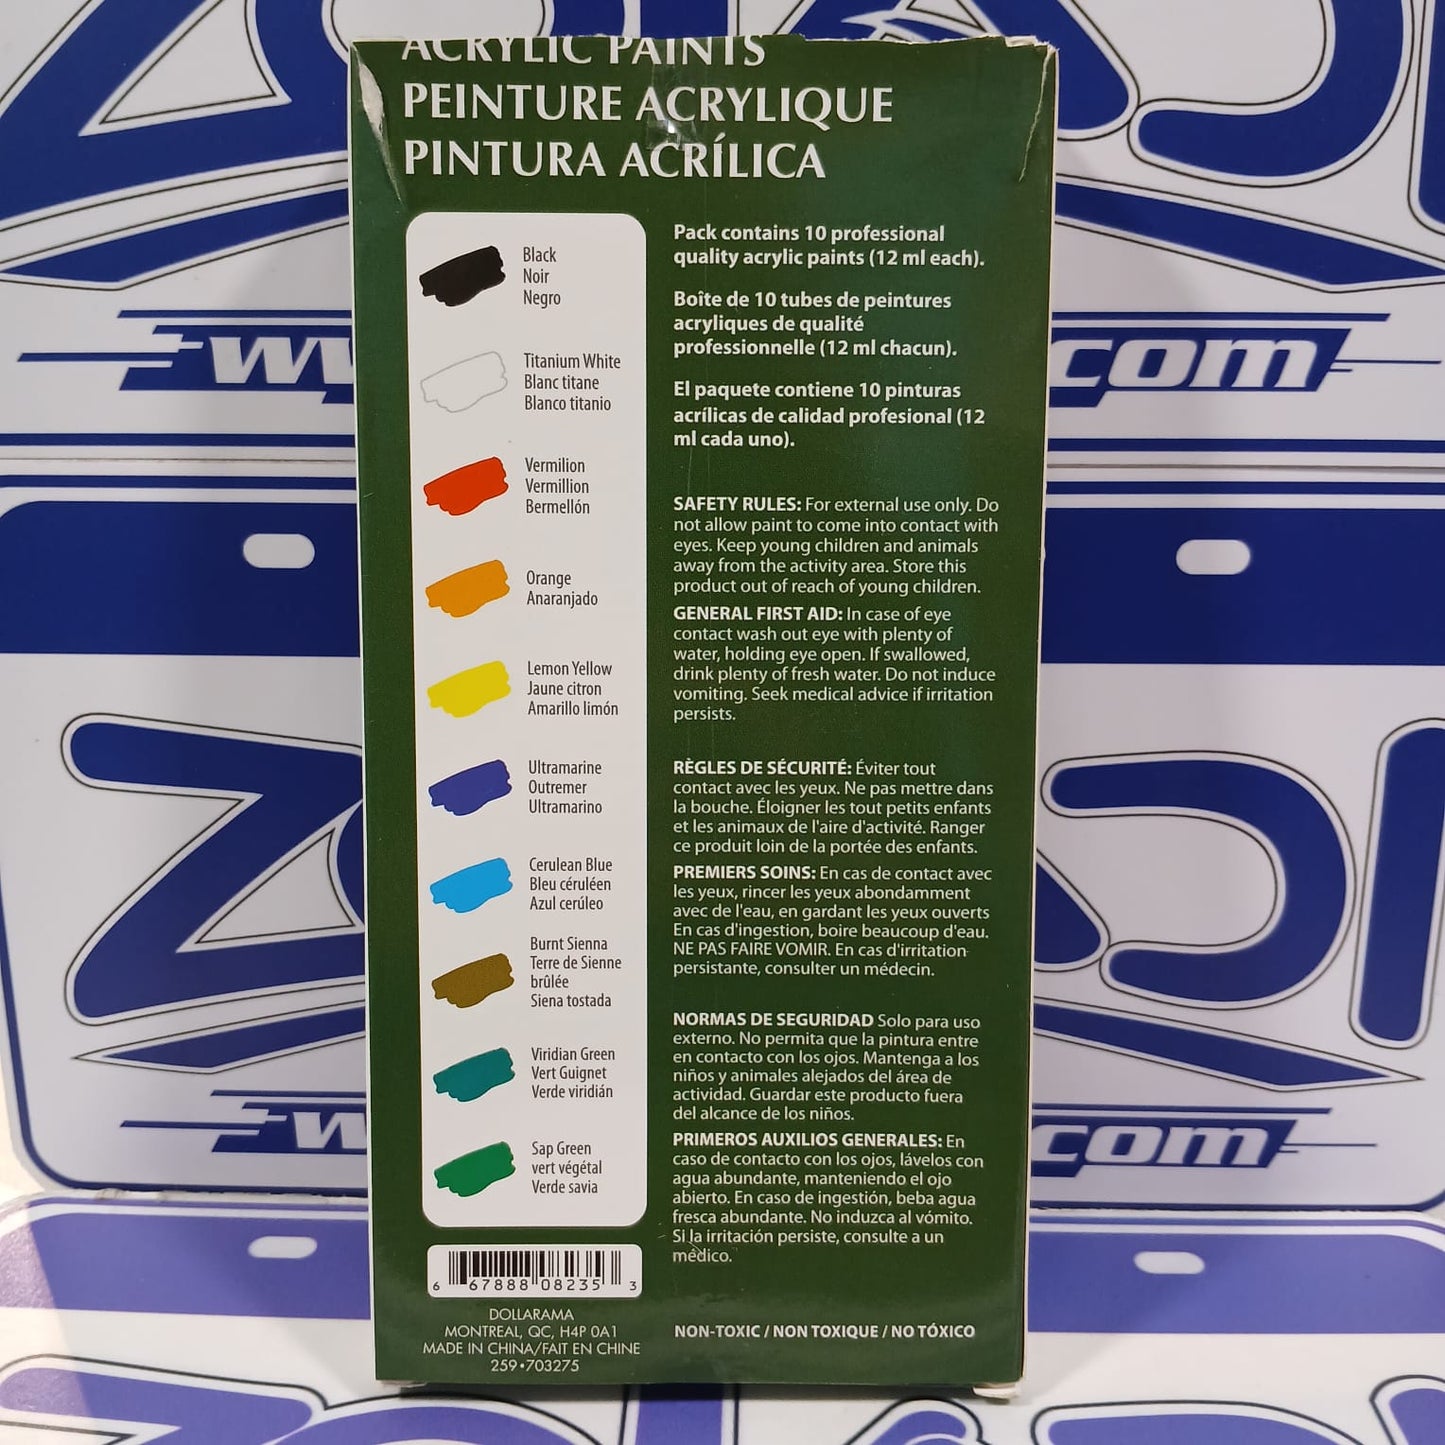 ACRYLIC PAINTS
PEINTURE ACRYLIQUE
PINTURA ACRÍLICA
Black
Noir
Negro
Titanium White
Blanc titane
Blanco titanio
Vermilion
Vermillion
Bermellón
Orange
Anaranjado
Lemon Yellow
Jaune citron
Amarillo limón
Ultramarine
Outremer
Ultramarino
Cerulean Blue
Bleu céruléen
Azul cerúleo
Burnt Sienna
Terre de Sienne
brûlée
Siena tostada
Viridian Green
Vert Guignet
Verde viridián
Sap Green
vert végétal
Verde savia
6 67888 08235 3
DOLLARAMA
MONTREAL, QC, H4P 0A1
MADE IN CHINA/FAIT EN CHINE
259•703275
Pack contains 10 professional
quality acrylic paints (12 ml each).
Boîte de 10 tubes de peintures
acryliques de qualité
professionnelle (12 ml chacun).
El paquete contiene 10 pinturas
acrílicas de calidad profesional (12
ml cada uno).
SAFETY RULES: For external use only. Do
not allow paint to come into contact with
eyes. Keep young children and animals
away from the activity area. Store this
product out of reach of young children.
GENERAL FIRST AID: In case of eye
contact wash out eye with plenty of
water, holding eye open. If swallowed,
drink plenty of fresh water. Do not induce
vomiting. Seek medical advice if irritation
persists.
RÈGLES DE SÉCURITÉ: Éviter tout
contact avec les yeux. Ne pas mettre dans
la bouche. Éloigner les tout petits enfants
et les animaux de l'aire d'activité. Ranger
ce produit loin de la portée des enfants.
PREMIERS SOINS: En cas de contact avec
les yeux, rincer les yeux abondamment
avec de l'eau, en gardant les yeux ouverts
En cas d'ingestion, boire beaucoup d'eau.
NE PAS FAIRE VOMIR. En cas d'irritation
persistante, consulter un médecin.
NORMAS DE SEGURIDAD Solo para uso
externo. No permita que la pintura entre
en contacto con los ojos. Mantenga a los
niños y animales alejados del área de
actividad. Guardar este producto fuera
del alcance de los niños.
PRIMEROS AUXILIOS GENERALES: En
caso de contacto con los ojos, lávelos con
agua abundante, manteniendo el ojo
abierto. En caso de ingestión, beba agua
fresca abundante. No induzca al vómito.
Si la irritación persiste, consulte a un
médico.
NON-TOXIC / NON TOXIQUE / NO TÓXICO
.com
.com